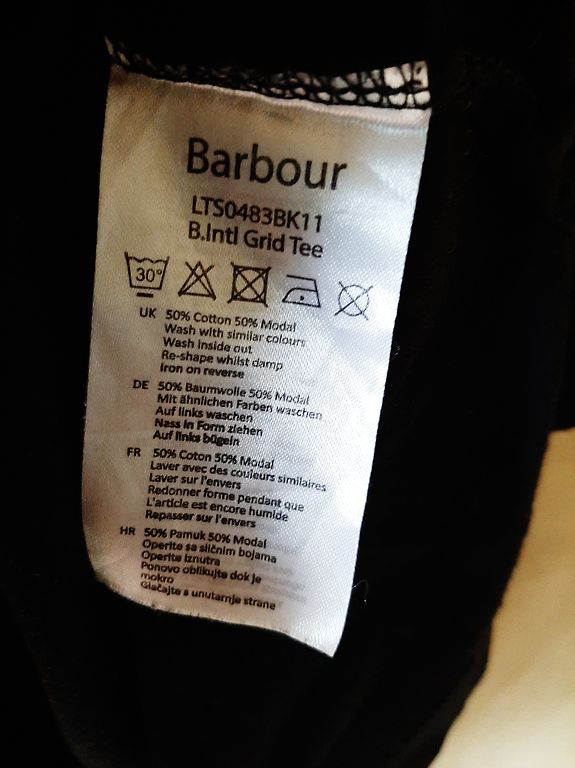 Barbour
LTS0483BK11
B.Intl Grid Tee
30°
UK 50% Cotton 50% Modal
Wash with similar colours
Wash inside out
Re-shape whilst damp
Iron on reverse
DE 50% Baumwolle 50% Modal
Mit ähnlichen Farben waschen
Auf links waschen
Nass in Form ziehen
Auf links bügeln
FR 50% Coton 50% Modal
Laver avec des couleurs similaires
Laver sur l'envers
Redonner forme pendant que
L'article est encore humide
Repasser sur l'envers
HR 50% Pamuk 50% Modal
Operite sa sličnim bojama
Operite iznutra
Ponovo oblikujte dok je
mokro
Glačajte s unutarnje strane